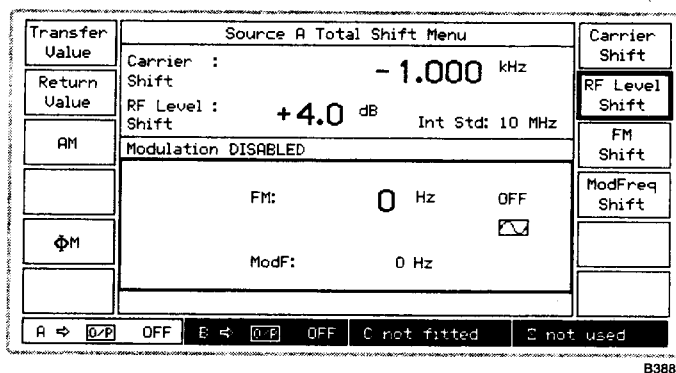 Source A Total Shift Menu
Transfer
Value
Return
Value
AM
ΦM
Carrier :
Shift
- 1.000 kHz
RF Level :
Shift
+4.0 dB
Int Std: 10 MHz
Modulation DISABLED
FM: 0 Hz OFF
ModF: 0 Hz
Carrier
Shift
RF Level
Shift
FM
Shift
ModFreq
Shift
A ⇨ O/P OFF
B ⇨ O/P OFF
C not fitted
2 not used
B388